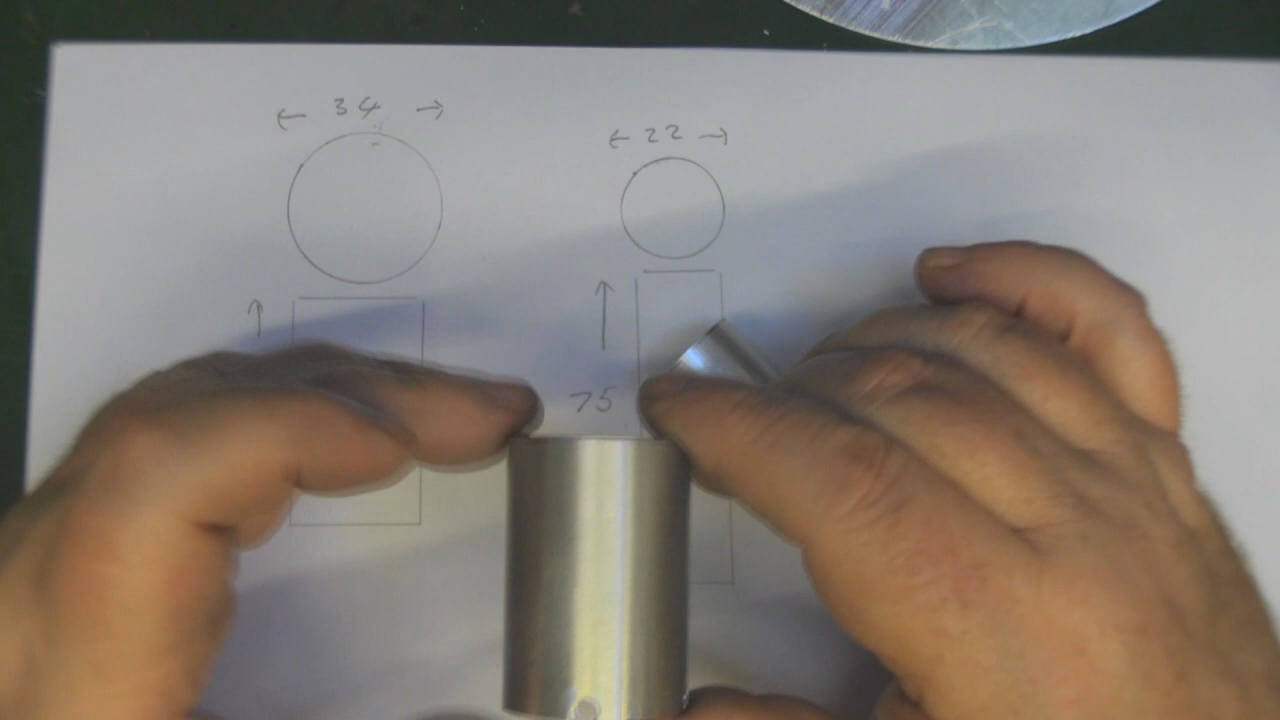 ← 34 →
← 22 →
75